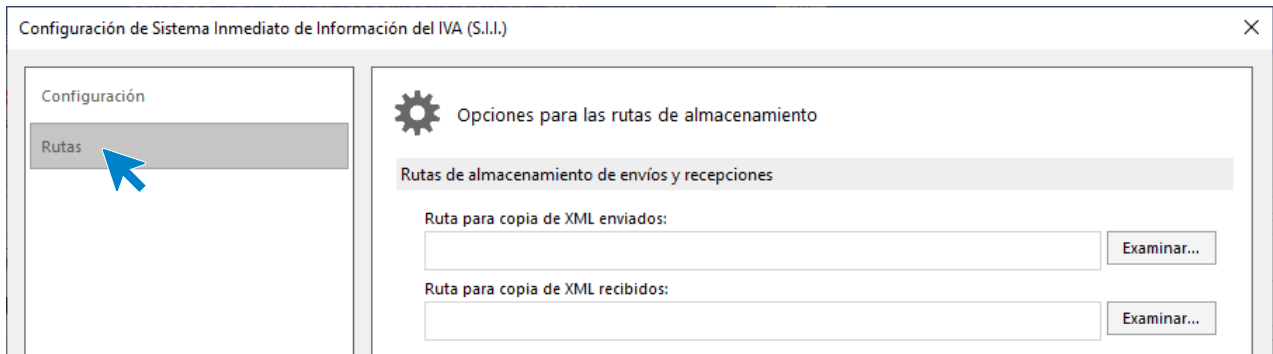 Configuración de Sistema Inmediato de Información del IVA (S.I.I.)
Configuración
Rutas
Opciones para las rutas de almacenamiento
Rutas de almacenamiento de envíos y recepciones
Ruta para copia de XML enviados:
Examinar...
Ruta para copia de XML recibidos:
Examinar...